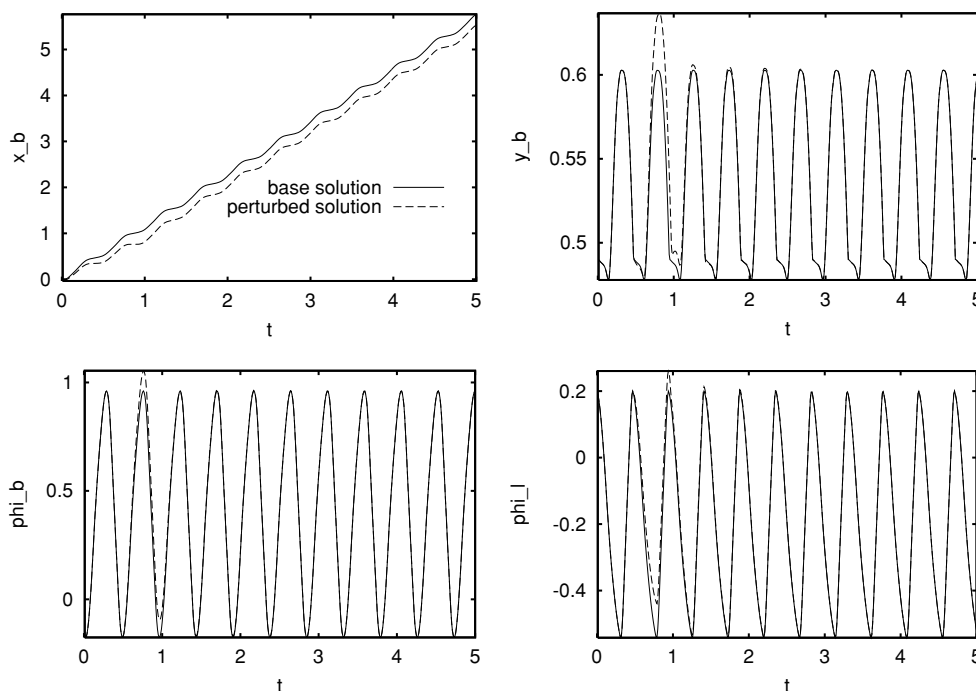 5
4
3
2
1
0
x_b
base solution
perturbed solution
0 1 2 3 4 5
t
0.6
0.55
0.5
y_b
0 1 2 3 4 5
t
1
0.5
0
phi_b
0 1 2 3 4 5
t
0.2
0
-0.2
-0.4
phi_l
0 1 2 3 4 5
t